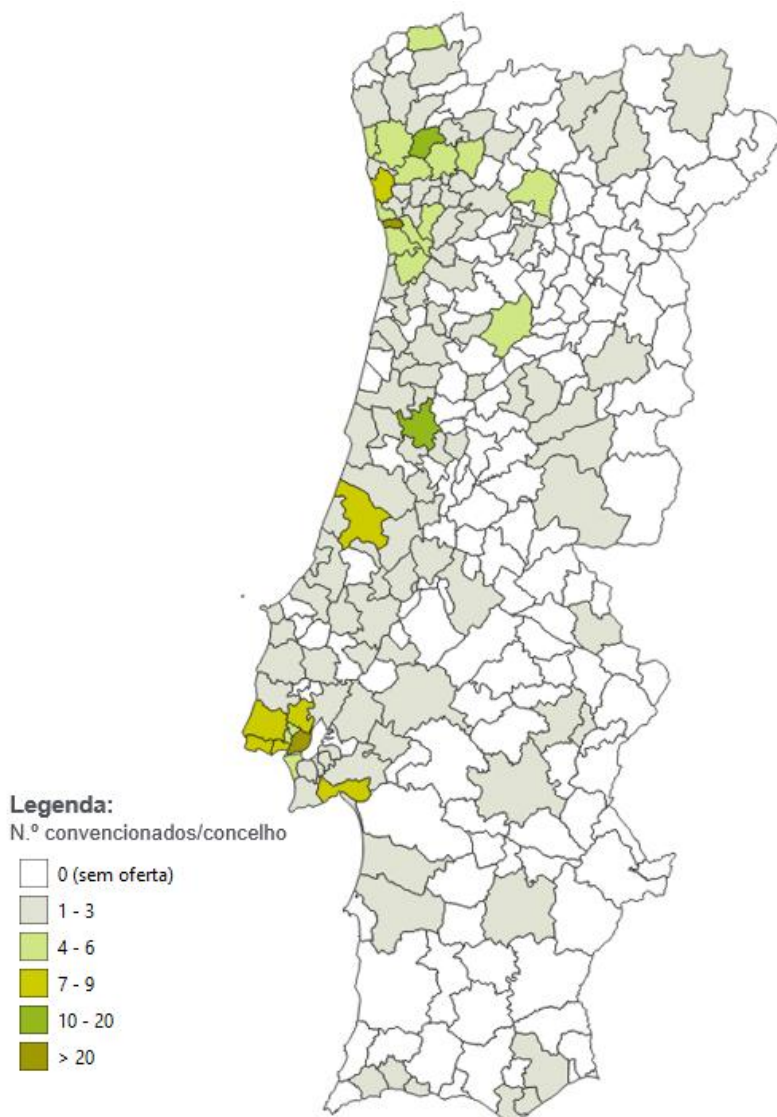 Legenda:
N.º convencionados/concelho
0 (sem oferta)
1 - 3
4 - 6
7 - 9
10 - 20
> 20